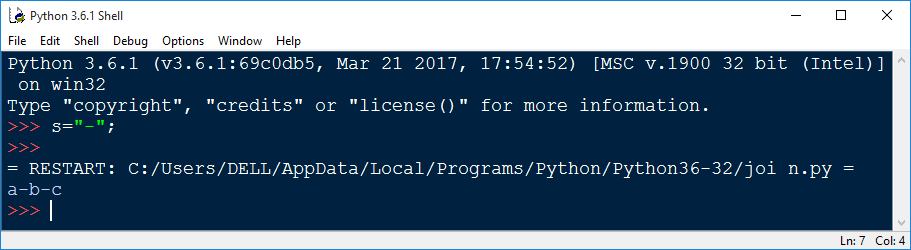 Python 3.6.1 Shell
File Edit Shell Debug Options Window Help
Python 3.6.1 (v3.6.1:69c0db5, Mar 21 2017, 17:54:52) [MSC v.1900 32 bit (Intel)]
 on win32
Type "copyright", "credits" or "license()" for more information.
>>> s="-";
>>>
= RESTART: C:/Users/DELL/AppData/Local/Programs/Python/Python36-32/joi n.py =
a-b-c
>>>
Ln: 7 Col: 4